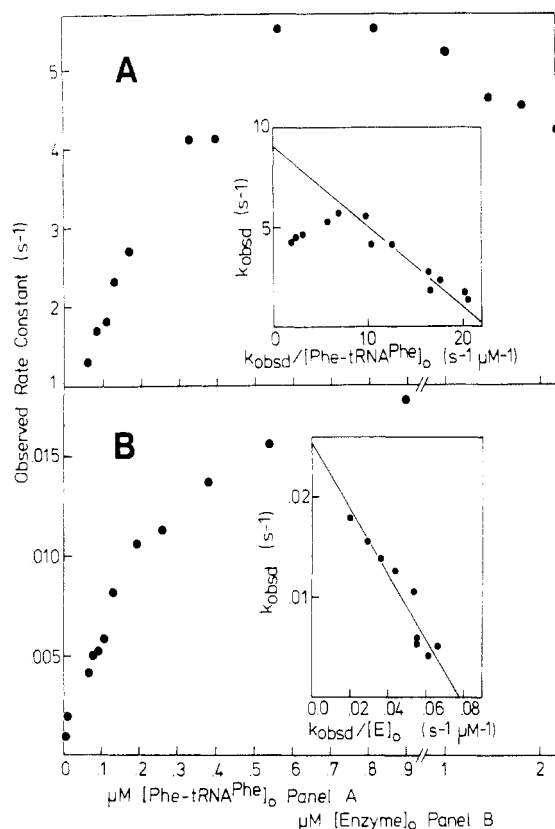 A
5
4
3
2
1
Observed Rate Constant (s-1)
10
5
kobsd (s-1)
0
10
20
kobsd/[Phe-tRNAPhe]o (s-1 μM-1)
B
.015
.010
.005
0
.02
.01
kobsd (s-1)
0.0
.02
.04
.06
.08
kobsd/[E]o (s-1 μM-1)
0 .1 .2 .3 .4 .5 .6 .7 .8 .9 1 2
μM [Phe-tRNAPhe]o Panel A
μM [Enzyme]o Panel B